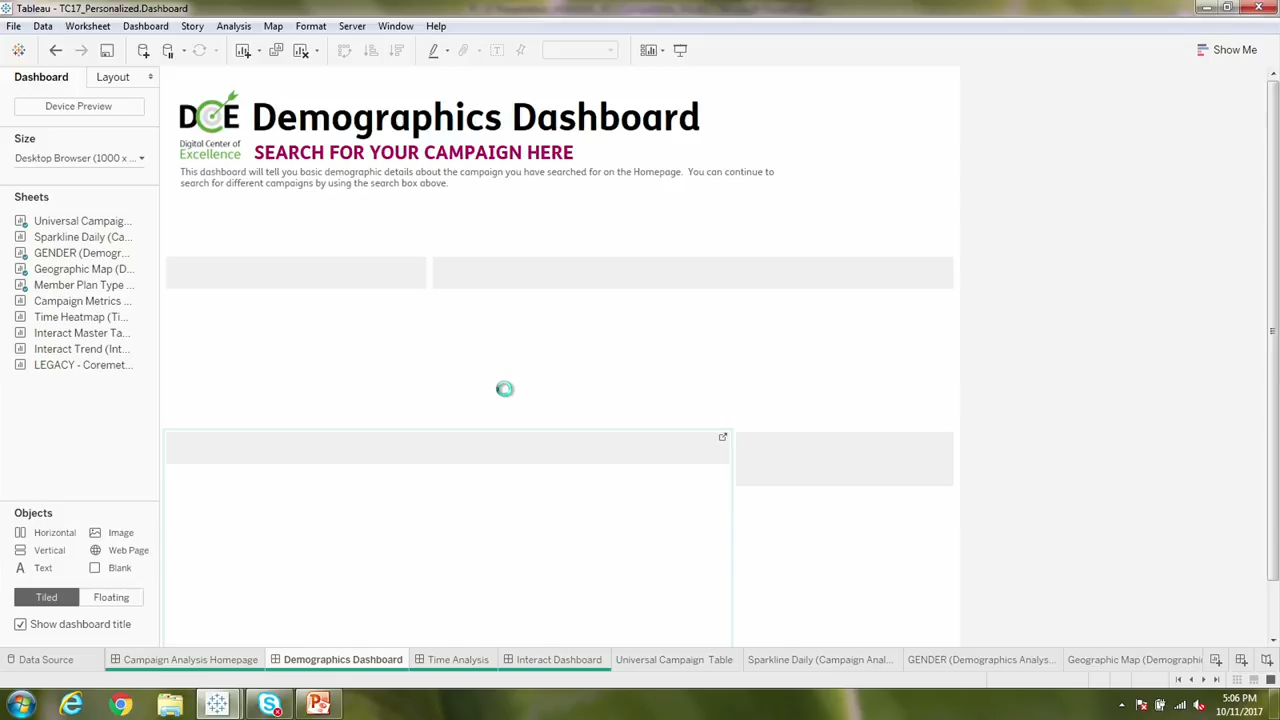 Tableau - TC17_Personalized.Dashboard
File Data Worksheet Dashboard Story Analysis Map Format Server Window Help
Show Me
Dashboard Layout
Device Preview
Size
Desktop Browser (1000 x ...
Sheets
Universal Campaig...
Sparkline Daily (Ca...
GENDER (Demogr...
Geographic Map (D...
Member Plan Type ...
Campaign Metrics ...
Time Heatmap (Ti...
Interact Master Ta...
Interact Trend (Int...
LEGACY - Coremet...
Objects
Horizontal Image
Vertical Web Page
A Text Blank
Tiled Floating
Show dashboard title
DCE Demographics Dashboard
Digital Center of
Excellence
SEARCH FOR YOUR CAMPAIGN HERE
This dashboard will tell you basic demographic details about the campaign you have searched for on the Homepage. You can continue to
search for different campaigns by using the search box above.
Data Source Campaign Analysis Homepage Demographics Dashboard Time Analysis Interact Dashboard Universal Campaign Table Sparkline Daily (Campaign Anal... GENDER (Demographics Analys... Geographic Map (Demographi
5:06 PM
10/11/2017